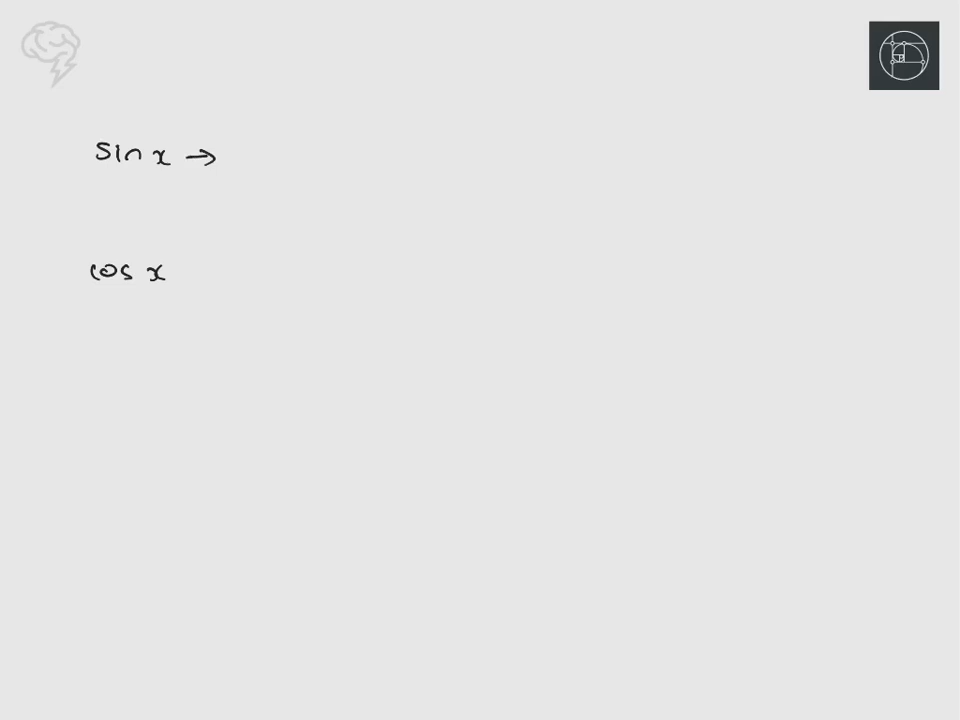 sin x →
cos x